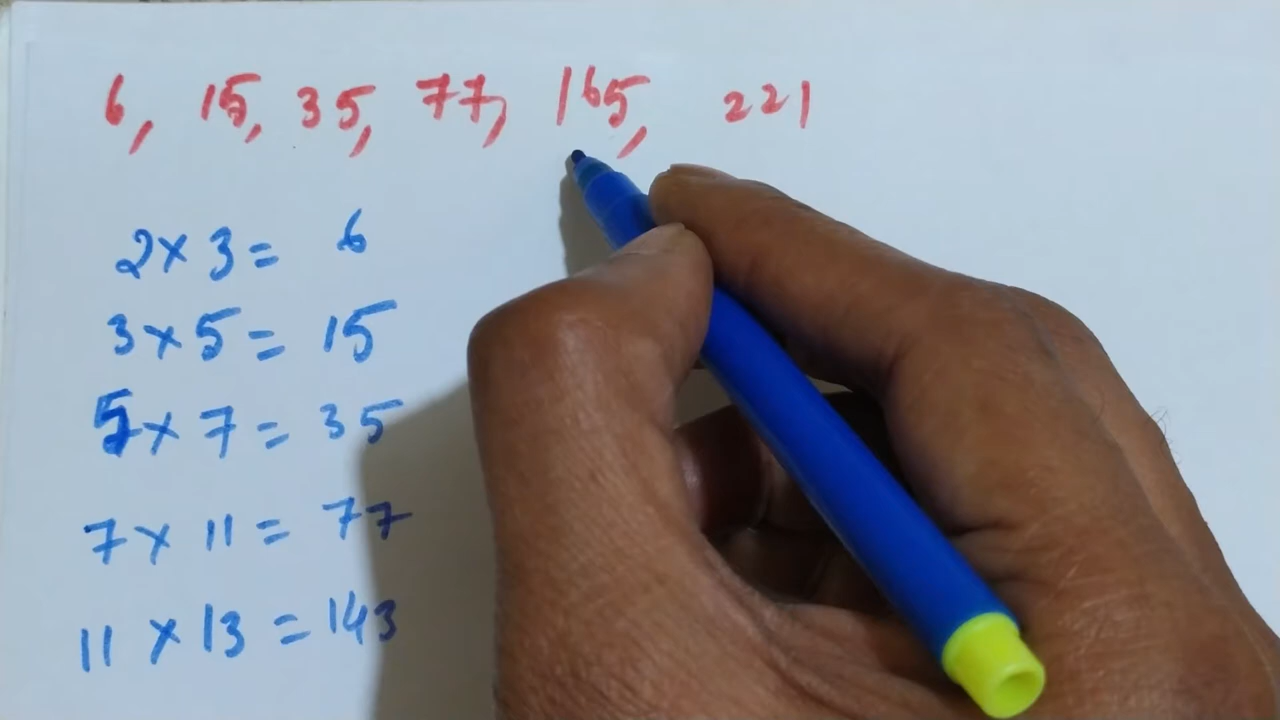 6, 15, 35, 77, 165, 221
2 × 3 = 6
3 × 5 = 15
5 × 7 = 35
7 × 11 = 77
11 × 13 = 143